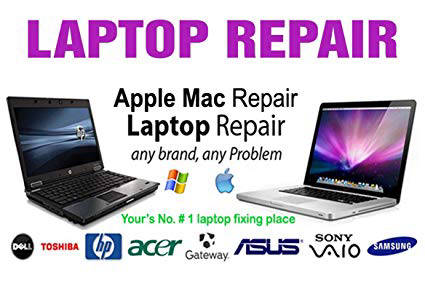 LAPTOP REPAIR
Apple Mac Repair
Laptop Repair
any brand, any Problem
Your's No. # 1 laptop fixing place
DELL TOSHIBA hp acer Gateway ASUS SONY VAIO SAMSUNG